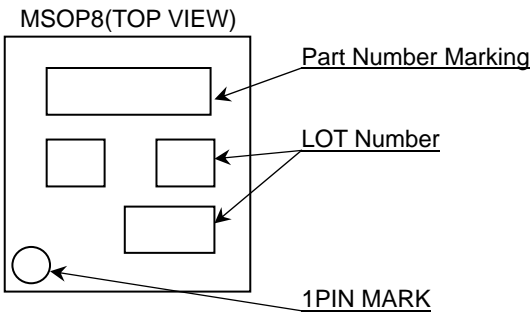 MSOP8(TOP VIEW)
Part Number Marking
LOT Number
1PIN MARK